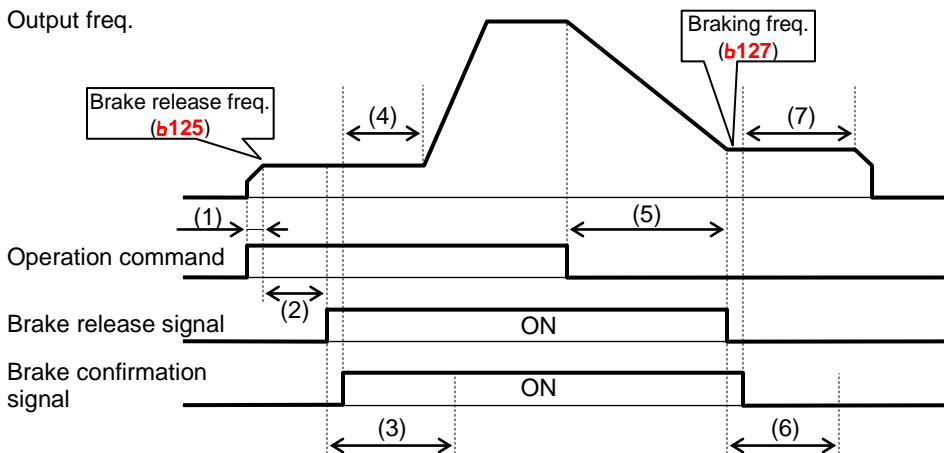 Output freq.
Braking freq.
(b127)
Brake release freq.
(b125)
(4)
(7)
(1)
(5)
Operation command
(2)
Brake release signal
ON
Brake confirmation
signal
ON
(3)
(6)